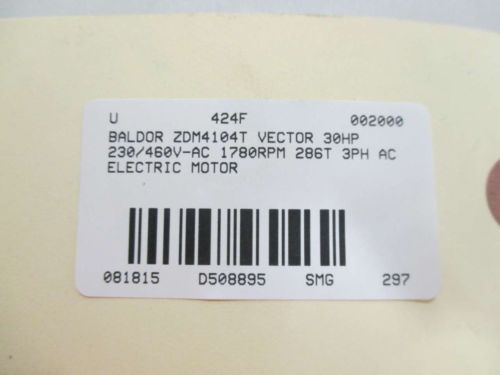 U 424F 002000
BALDOR ZDM4104T VECTOR 30HP
230/460V-AC 1780RPM 286T 3PH AC
ELECTRIC MOTOR
081815 D508895 SMG 297